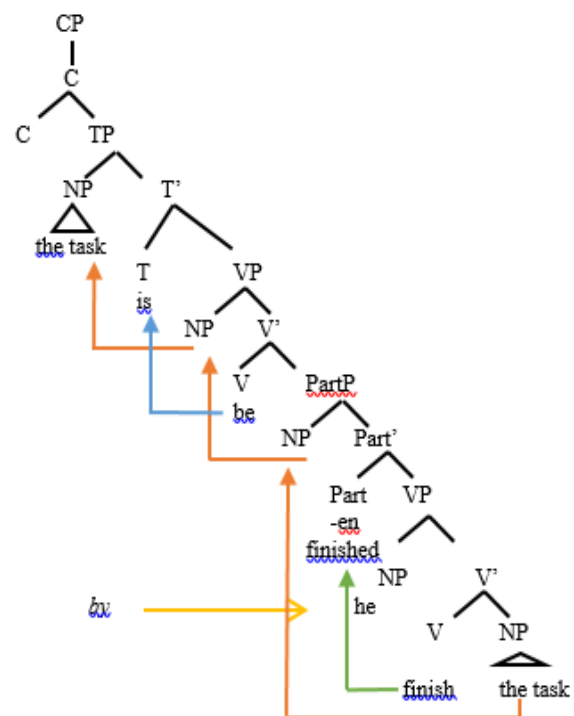 CP
C
C TP
NP T’
the task
T VP
is
NP V’
V PartP
be
NP Part’
Part VP
-en
finished
NP V’
by he
V NP
finish the task